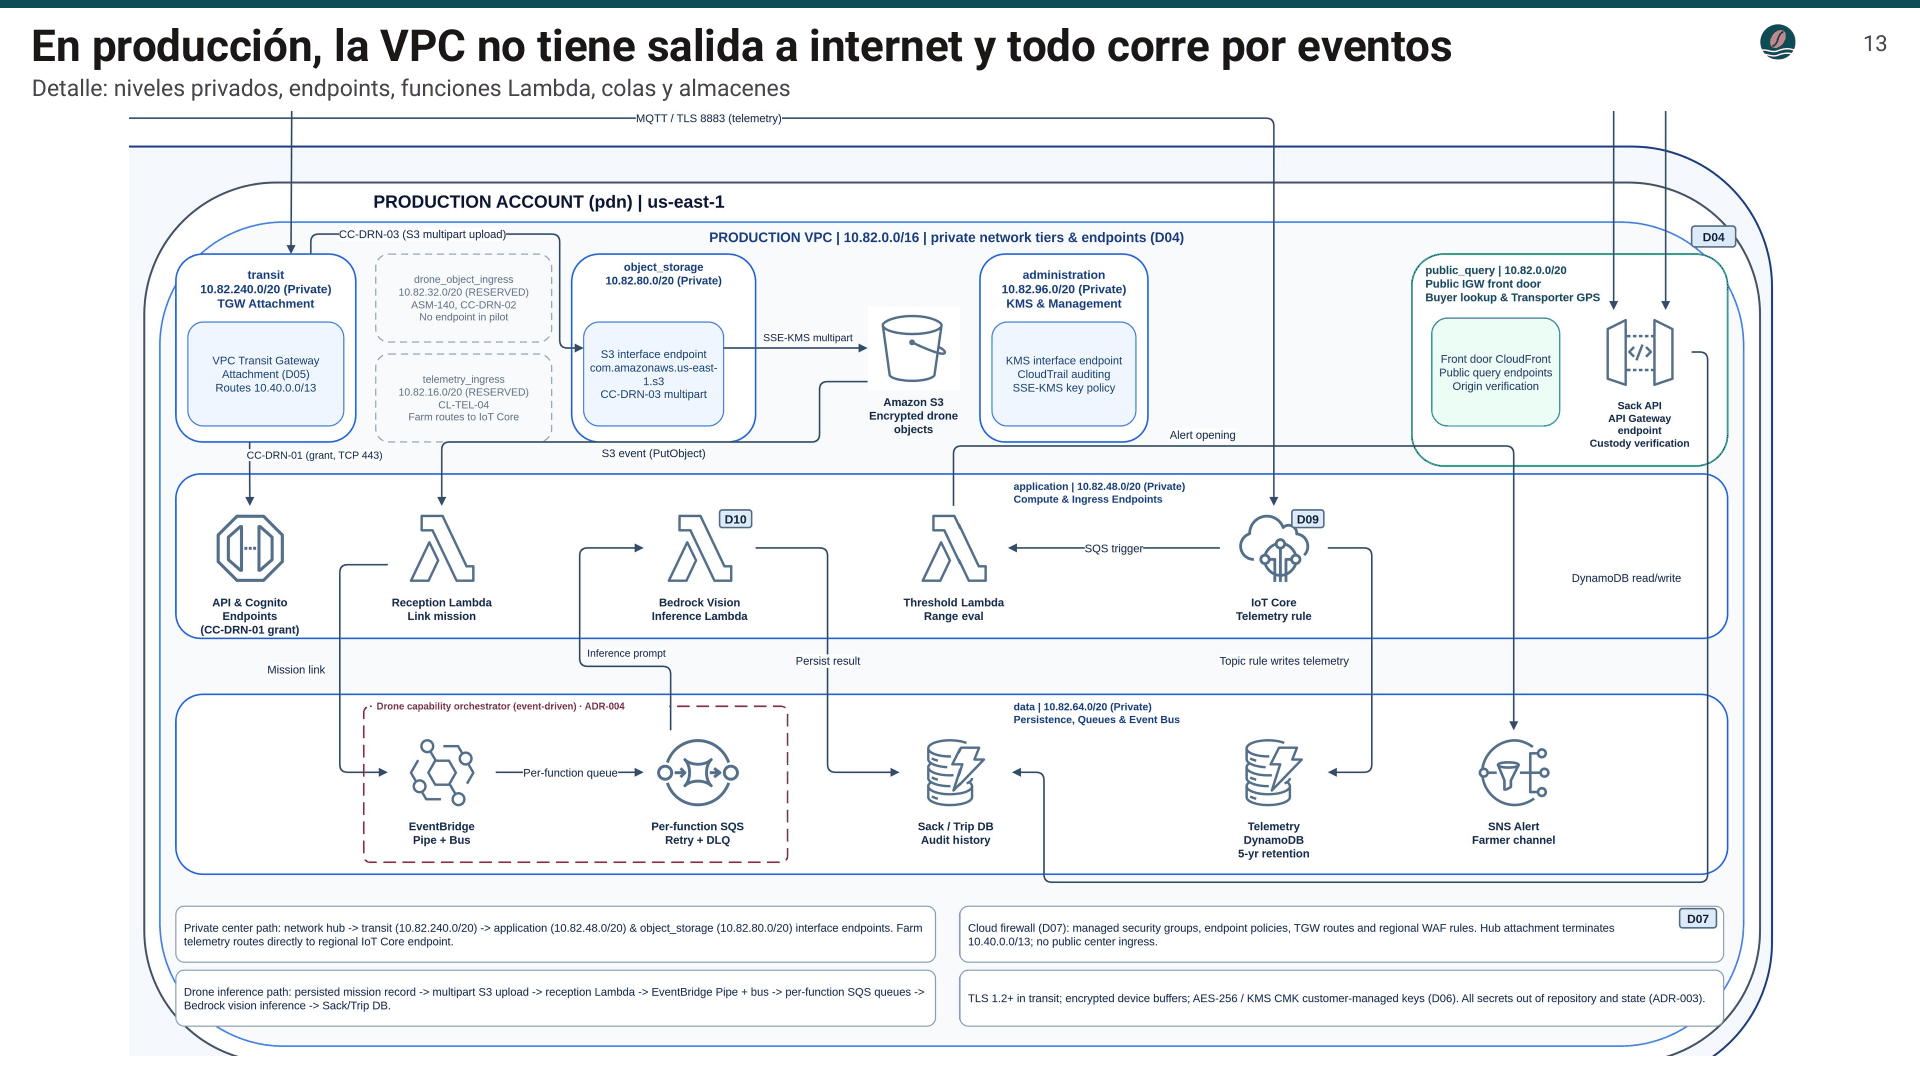 En producción, la VPC no tiene salida a internet y todo corre por eventos
13
Detalle: niveles privados, endpoints, funciones Lambda, colas y almacenes
MQTT / TLS 8883 (telemetry)
PRODUCTION ACCOUNT (pdn) | us-east-1
PRODUCTION VPC | 10.82.0.0/16 | private network tiers & endpoints (D04)
D04
CC-DRN-03 (S3 multipart upload)
transit
10.82.240.0/20 (Private)
TGW Attachment
VPC Transit Gateway
Attachment (D05)
Routes 10.40.0.0/13
drone_object_ingress
10.82.32.0/20 (RESERVED)
ASM-140, CC-DRN-02
No endpoint in pilot
telemetry_ingress
10.82.16.0/20 (RESERVED)
CL-TEL-04
Farm routes to IoT Core
object_storage
10.82.80.0/20 (Private)
S3 interface endpoint
com.amazonaws.us-east-
1.s3
CC-DRN-03 multipart
SSE-KMS multipart
Amazon S3
Encrypted drone
objects
administration
10.82.96.0/20 (Private)
KMS & Management
KMS interface endpoint
CloudTrail auditing
SSE-KMS key policy
public_query | 10.82.0.0/20
Public IGW front door
Buyer lookup & Transporter GPS
Front door CloudFront
Public query endpoints
Origin verification
Sack API
API Gateway
endpoint
Custody verification
CC-DRN-01 (grant, TCP 443)
S3 event (PutObject)
Alert opening
application | 10.82.48.0/20 (Private)
Compute & Ingress Endpoints
API & Cognito
Endpoints
(CC-DRN-01 grant)
Reception Lambda
Link mission
D10
Bedrock Vision
Inference Lambda
Threshold Lambda
Range eval
SQS trigger
D09
IoT Core
Telemetry rule
DynamoDB read/write
Mission link
Inference prompt
Persist result
Topic rule writes telemetry
Drone capability orchestrator (event-driven) · ADR-004
data | 10.82.64.0/20 (Private)
Persistence, Queues & Event Bus
EventBridge
Pipe + Bus
Per-function queue
Per-function SQS
Retry + DLQ
Sack / Trip DB
Audit history
Telemetry
DynamoDB
5-yr retention
SNS Alert
Farmer channel
Private center path: network hub -> transit (10.82.240.0/20) -> application (10.82.48.0/20) & object_storage (10.82.80.0/20) interface endpoints. Farm
telemetry routes directly to regional IoT Core endpoint.
Cloud firewall (D07): managed security groups, endpoint policies, TGW routes and regional WAF rules. Hub attachment terminates
10.40.0.0/13; no public center ingress.
D07
Drone inference path: persisted mission record -> multipart S3 upload -> reception Lambda -> EventBridge Pipe + bus -> per-function SQS queues ->
Bedrock vision inference -> Sack/Trip DB.
TLS 1.2+ in transit; encrypted device buffers; AES-256 / KMS CMK customer-managed keys (D06). All secrets out of repository and state (ADR-003).